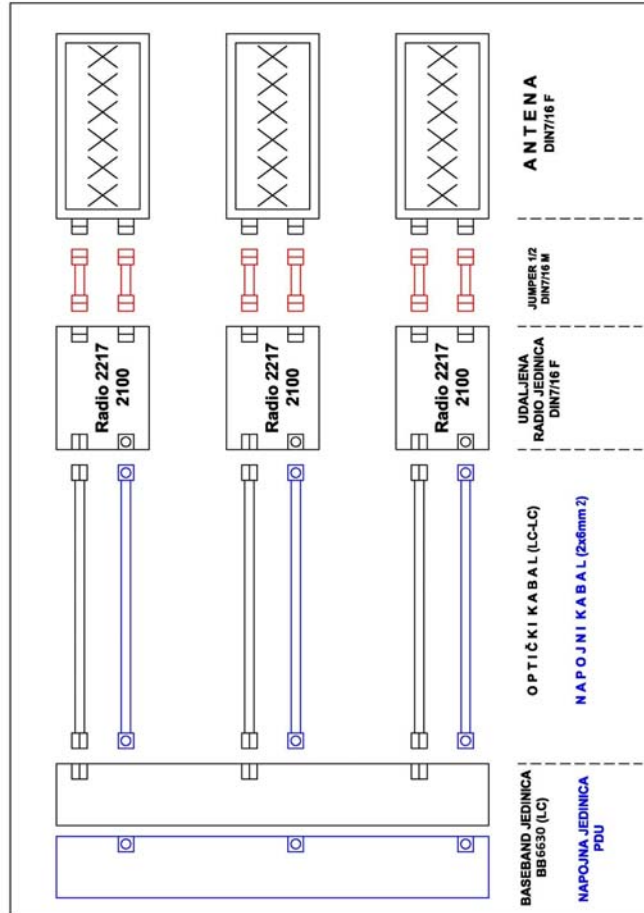 ANTENA
DIN7/16 F
JUMPER 1/2
DIN7/16 M
Radio 2217
2100
Radio 2217
2100
Radio 2217
2100
UDALJENA
RADIO JEDINICA
DIN7/16 F
OPTIČKI KABAL (LC-LC)
NAPOJNI KABAL (2x6mm2)
BASEBAND JEDINICA
BB6630 (LC)
NAPOJNA JEDINICA
PDU